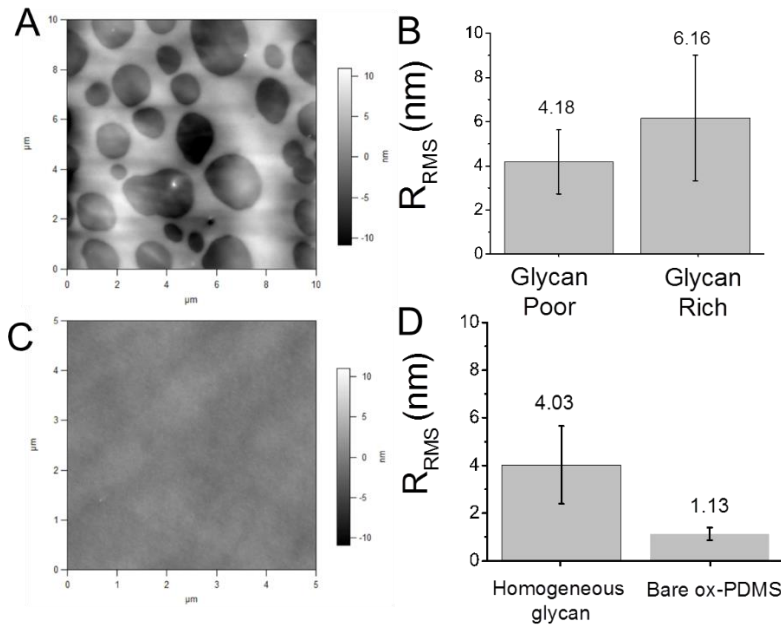 A
10
8
6
4
2
0
0
2
4
6
8
10
µm
µm
10
5
0
-5
-10
nm
B
6.16
4.18
10
8
6
4
2
0
R_RMS (nm)
Glycan
Poor
Glycan
Rich
C
5
4
3
2
1
0
0
1
2
3
4
5
µm
µm
10
5
0
-5
-10
nm
D
10
8
6
4
2
0
R_RMS (nm)
4.03
1.13
Homogeneous
glycan
Bare ox-PDMS